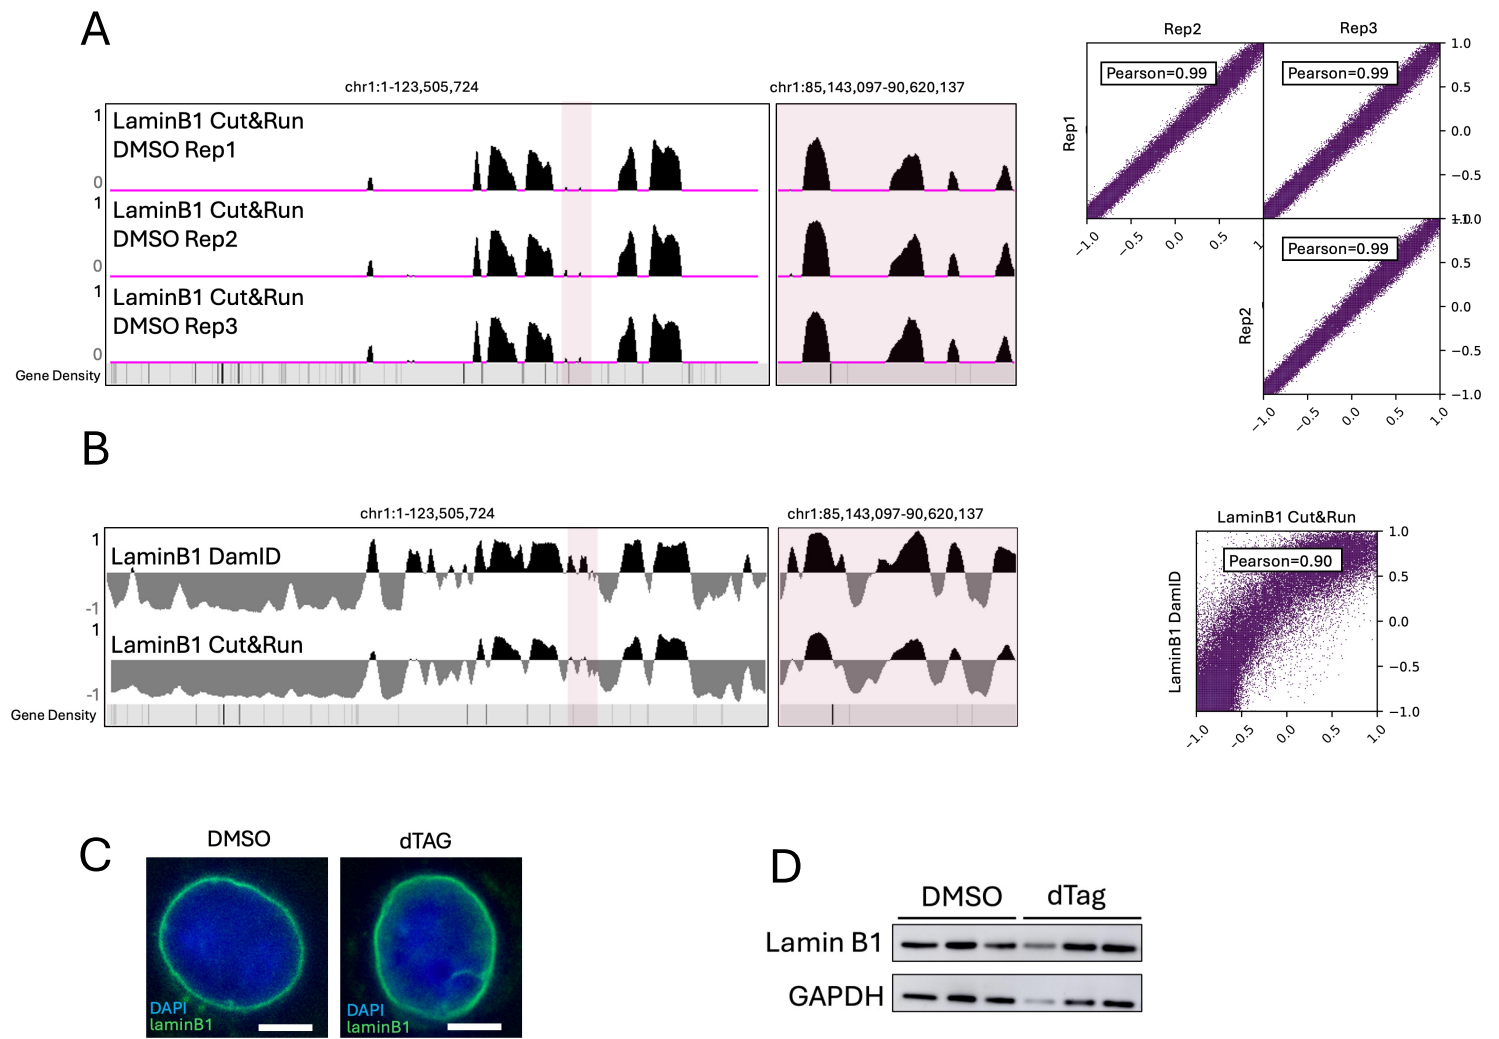 A
chr1:1-123,505,724
chr1:85,143,097-90,620,137
1
LaminB1 Cut&Run
DMSO Rep1
0
1
LaminB1 Cut&Run
DMSO Rep2
0
1
LaminB1 Cut&Run
DMSO Rep3
0
Gene Density
Rep2
Rep3
Rep1
Pearson=0.99
Pearson=0.99
1.0
0.5
0.0
−0.5
−1.0
−1.0
−0.5
0.0
0.5
1
Rep2
Pearson=0.99
0.5
0.0
−0.5
−1.0
−1.0
−0.5
0.0
0.5
1.0
B
chr1:1-123,505,724
chr1:85,143,097-90,620,137
1
LaminB1 DamID
-1
1
LaminB1 Cut&Run
-1
Gene Density
LaminB1 Cut&Run
LaminB1 DamID
Pearson=0.90
1.0
0.5
0.0
−0.5
−1.0
−1.0
−0.5
0.0
0.5
1.0
C
DMSO
dTAG
DAPI
laminB1
DAPI
laminB1
D
DMSO
dTag
Lamin B1
GAPDH